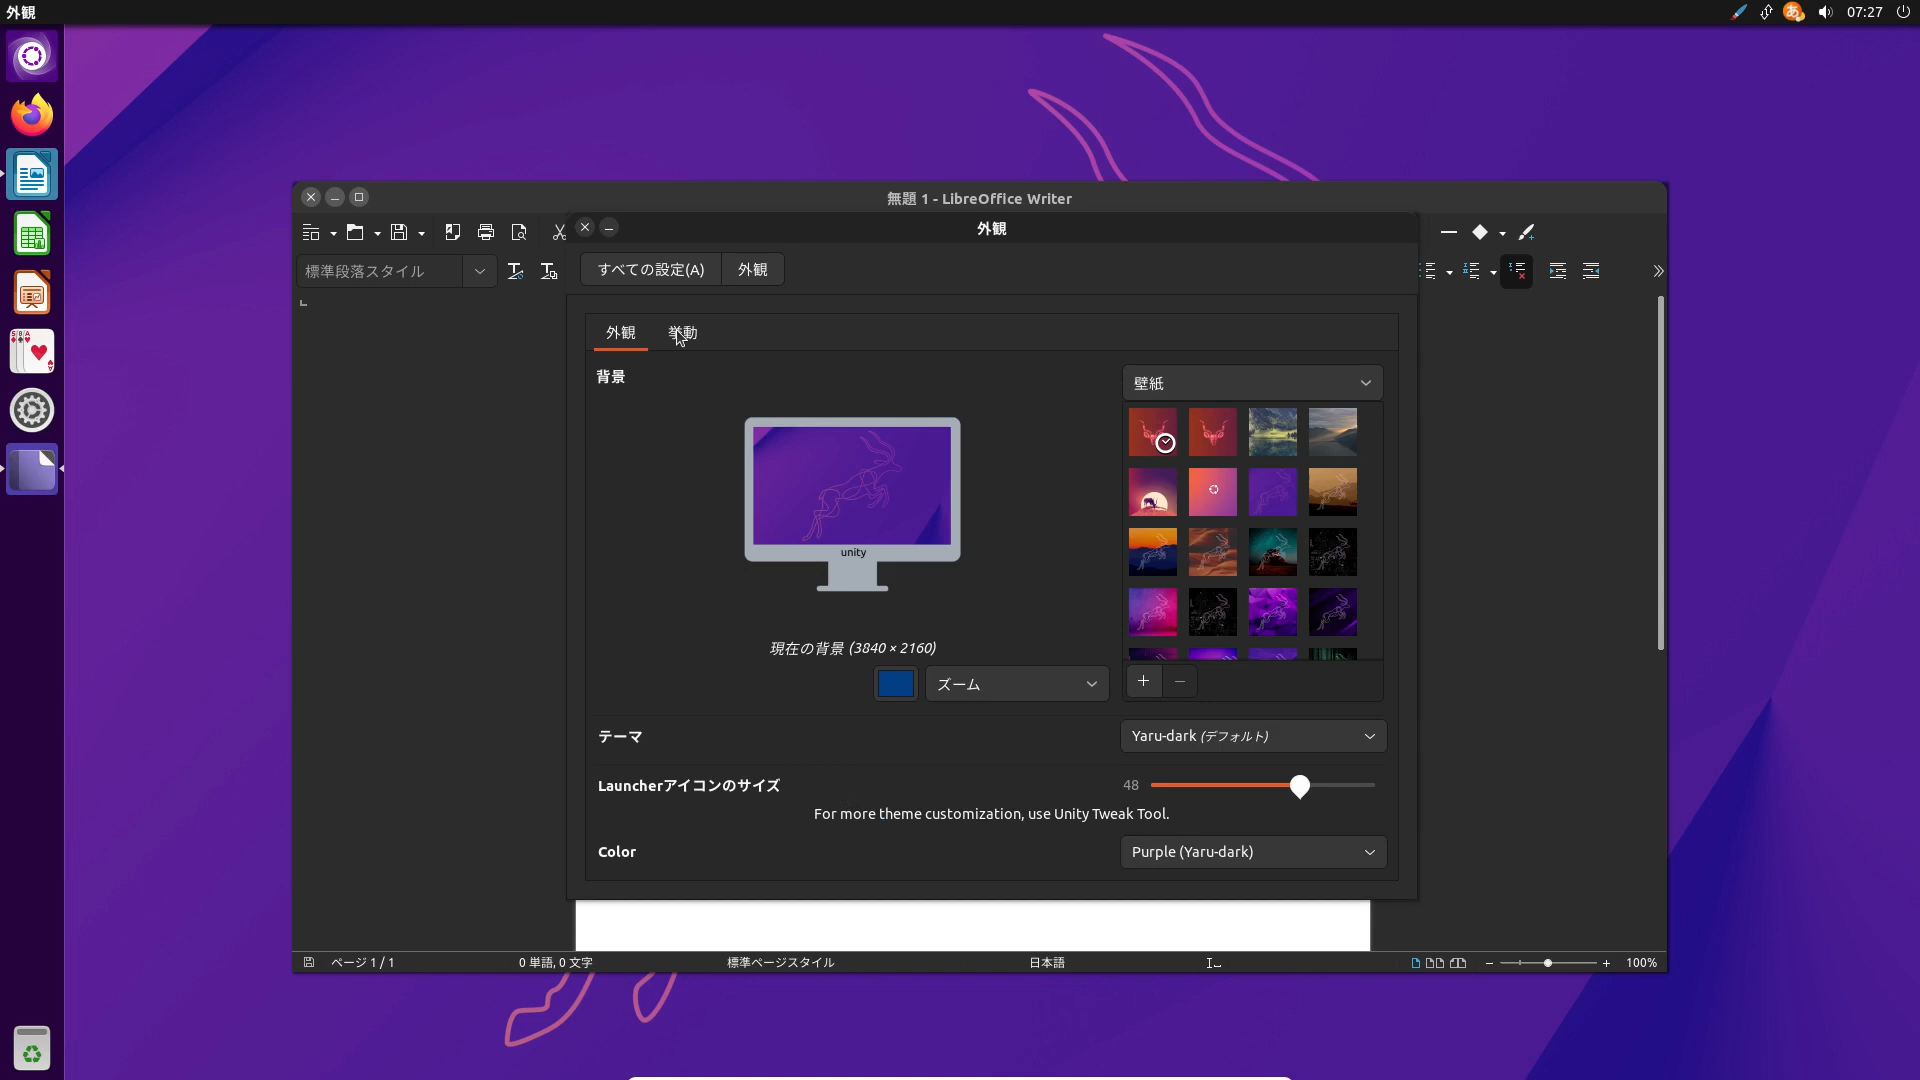 外観
07:27
無題 1 - LibreOffice Writer
外観
すべての設定(A)
外観
標準段落スタイル
外観
挙動
背景
壁紙
unity
現在の背景 (3840 × 2160)
ズーム
テーマ
Yaru-dark (デフォルト)
Launcherアイコンのサイズ
48
For more theme customization, use Unity Tweak Tool.
Color
Purple (Yaru-dark)
ページ 1 / 1
0 単語, 0 文字
標準ページスタイル
日本語
100%